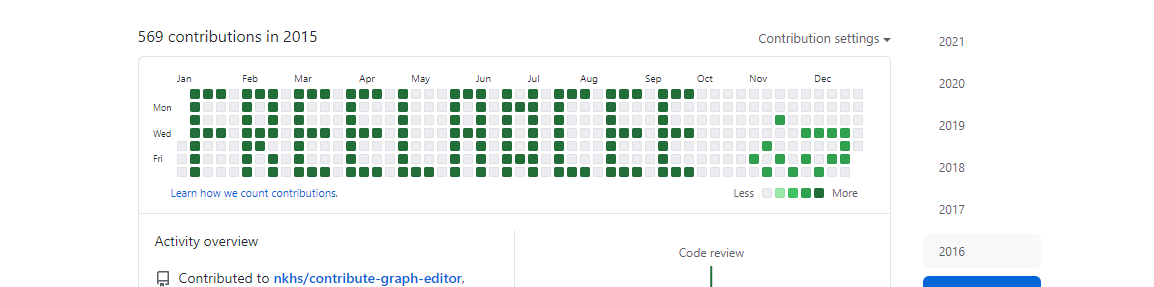 569 contributions in 2015
Contribution settings
2021
2020
2019
2018
2017
2016
Jan Feb Mar Apr May Jun Jul Aug Sep Oct Nov Dec
Mon
Wed
Fri
Learn how we count contributions.
Less More
Activity overview
Code review
Contributed to nkhs/contribute-graph-editor,